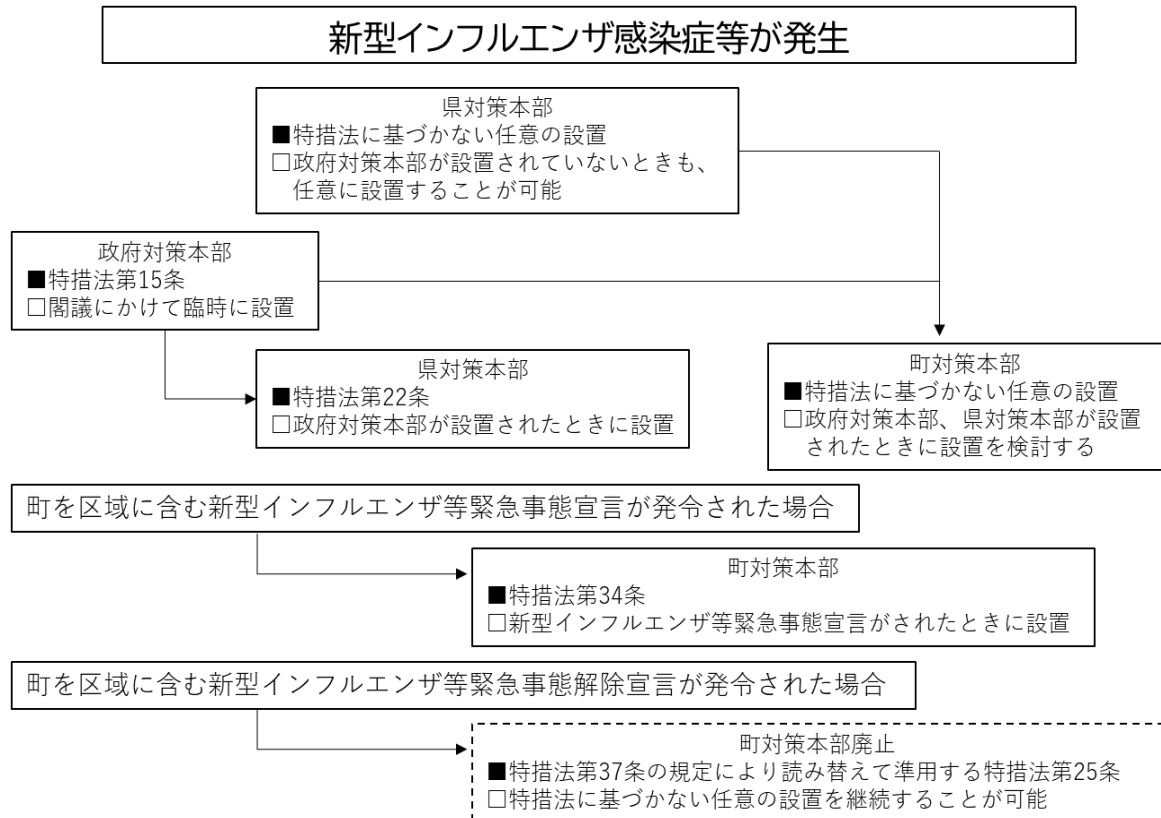 新型インフルエンザ感染症等が発生
県対策本部
■特措法に基づかない任意の設置
□政府対策本部が設置されていないときも、
任意に設置することが可能
政府対策本部
■特措法第15条
□閣議にかけて臨時に設置
県対策本部
■特措法第22条
□政府対策本部が設置されたときに設置
町対策本部
■特措法に基づかない任意の設置
□政府対策本部、県対策本部が設置
されたときに設置を検討する
町を区域に含む新型インフルエンザ等緊急事態宣言が発令された場合
町対策本部
■特措法第34条
□新型インフルエンザ等緊急事態宣言がされたときに設置
町を区域に含む新型インフルエンザ等緊急事態解除宣言が発令された場合
町対策本部廃止
■特措法第37条の規定により読み替えて準用する特措法第25条
□特措法に基づかない任意の設置を継続することが可能